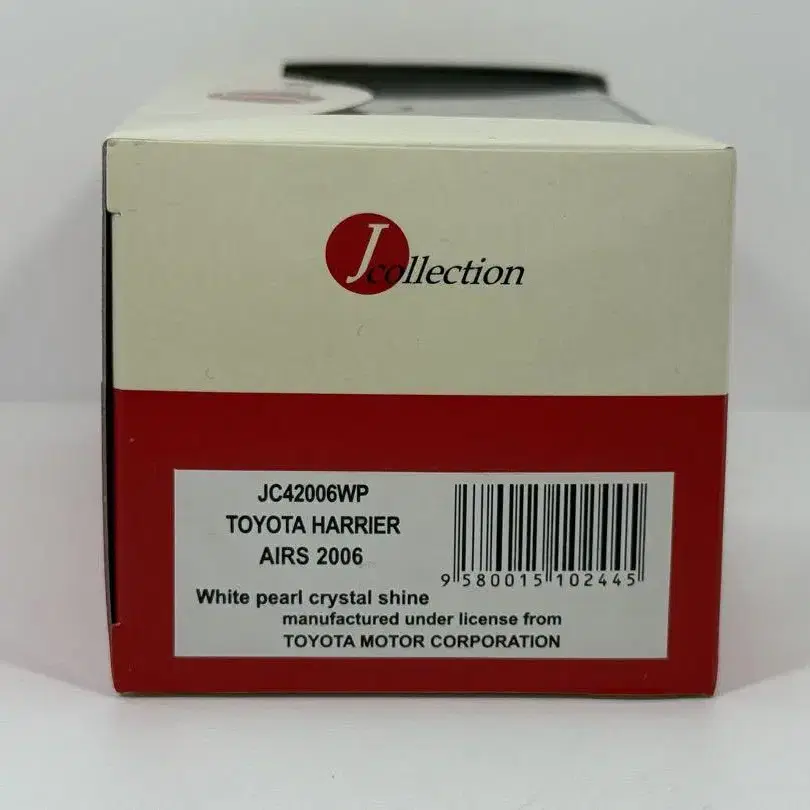 J collection
JC42006WP
TOYOTA HARRIER
AIRS 2006
9 580015 102445
White pearl crystal shine
manufactured under license from
TOYOTA MOTOR CORPORATION